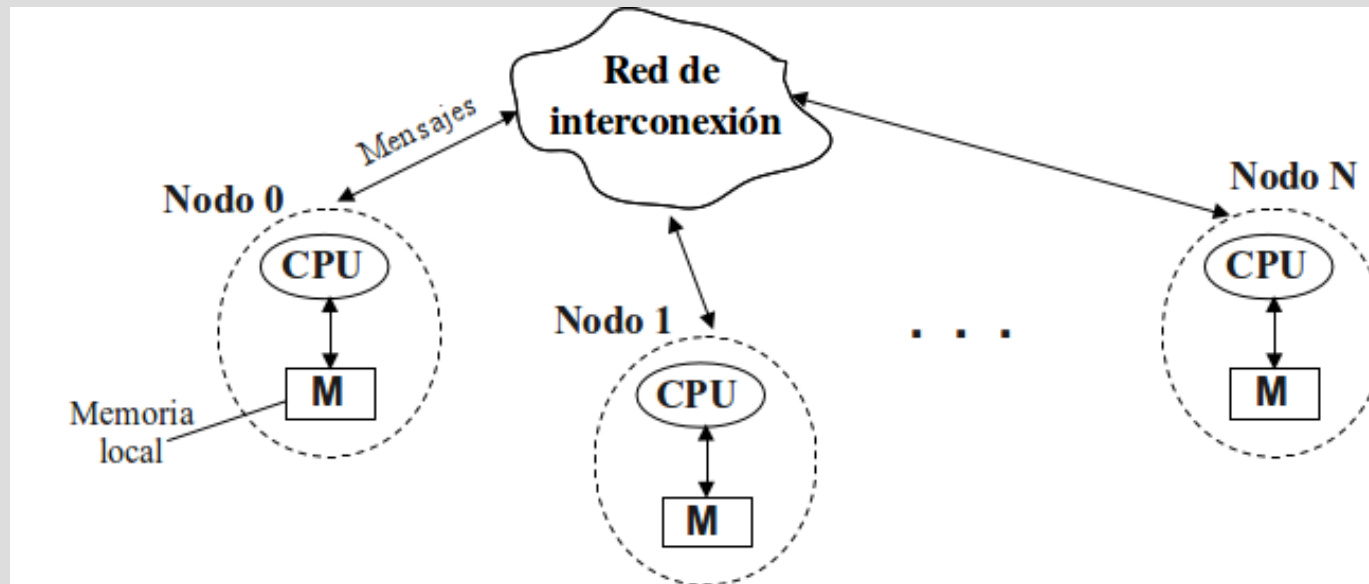 Red de
interconexión
Mensajes
Nodo 0
CPU
M
Memoria
local
Nodo 1
CPU
M
. . .
Nodo N
CPU
M